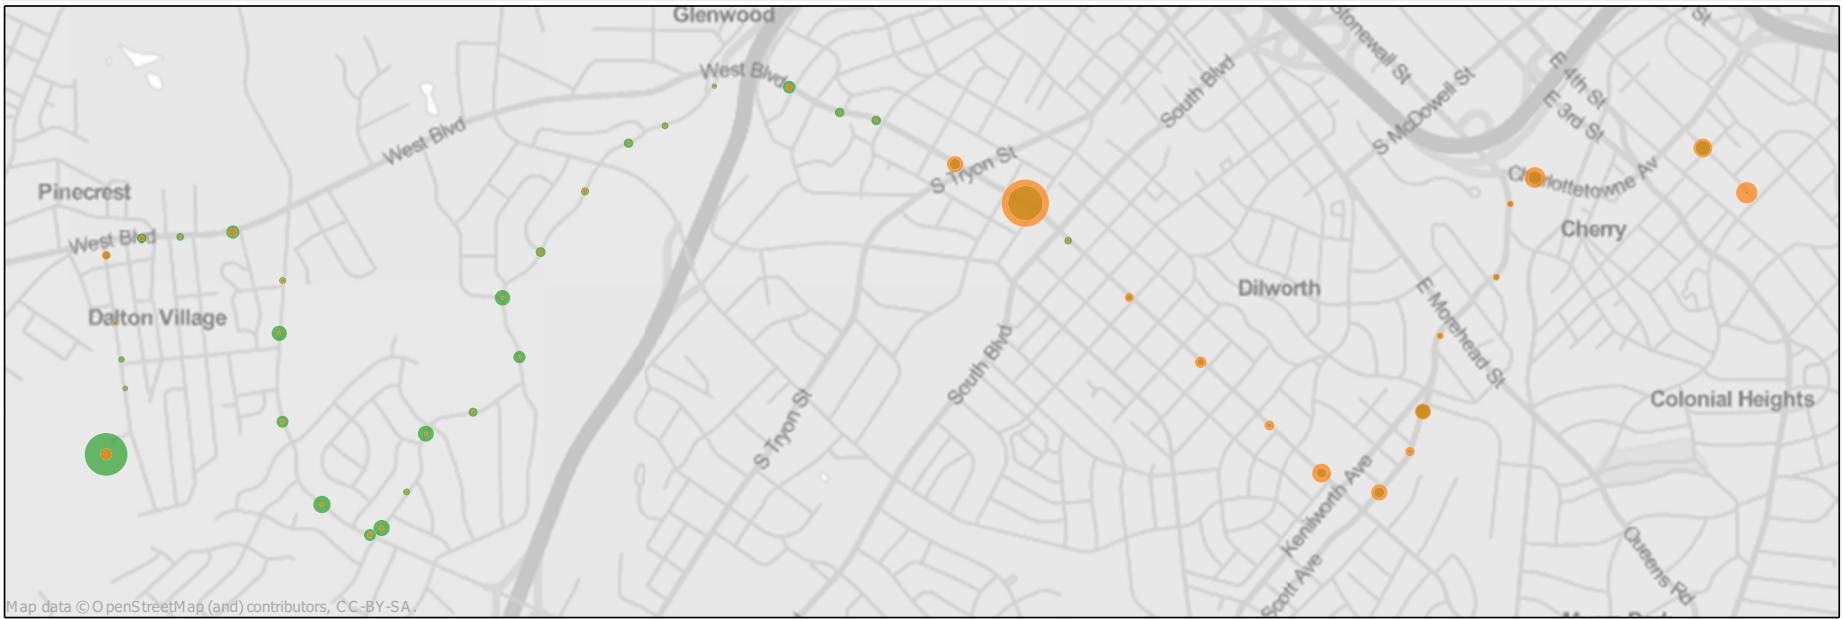 Glenwood
Stonewall St
St
West Blvd
E 4th St
South Blvd
S McDowell St
E 3rd St
West Blvd
S Tryon St
Charlottetowne Av
Pinecrest
Cherry
West Blvd
Dilworth
Dalton Village
E Morehead St
South Blvd
Colonial Heights
S Tryon St
Kenilworth Ave
Scott Ave
Queens Rd
Map data © OpenStreetMap (and) contributors, CC-BY-SA.